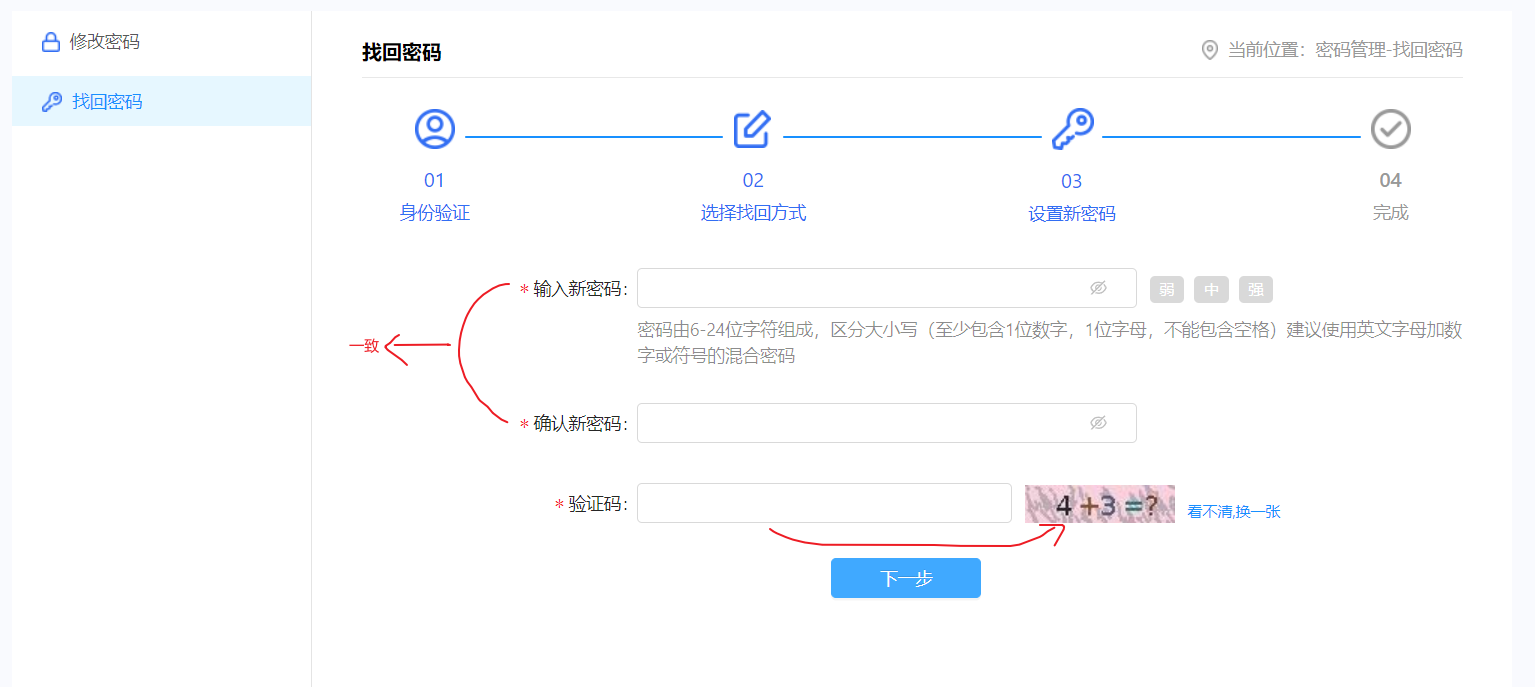 修改密码
找回密码
找回密码
当前位置：密码管理-找回密码
01
身份验证
02
选择找回方式
03
设置新密码
04
完成
* 输入新密码：
弱 中 强
密码由6-24位字符组成，区分大小写（至少包含1位数字，1位字母，不能包含空格）建议使用英文字母加数
字或符号的混合密码
一致
* 确认新密码：
* 验证码：
4+3=?
看不清,换一张
下一步